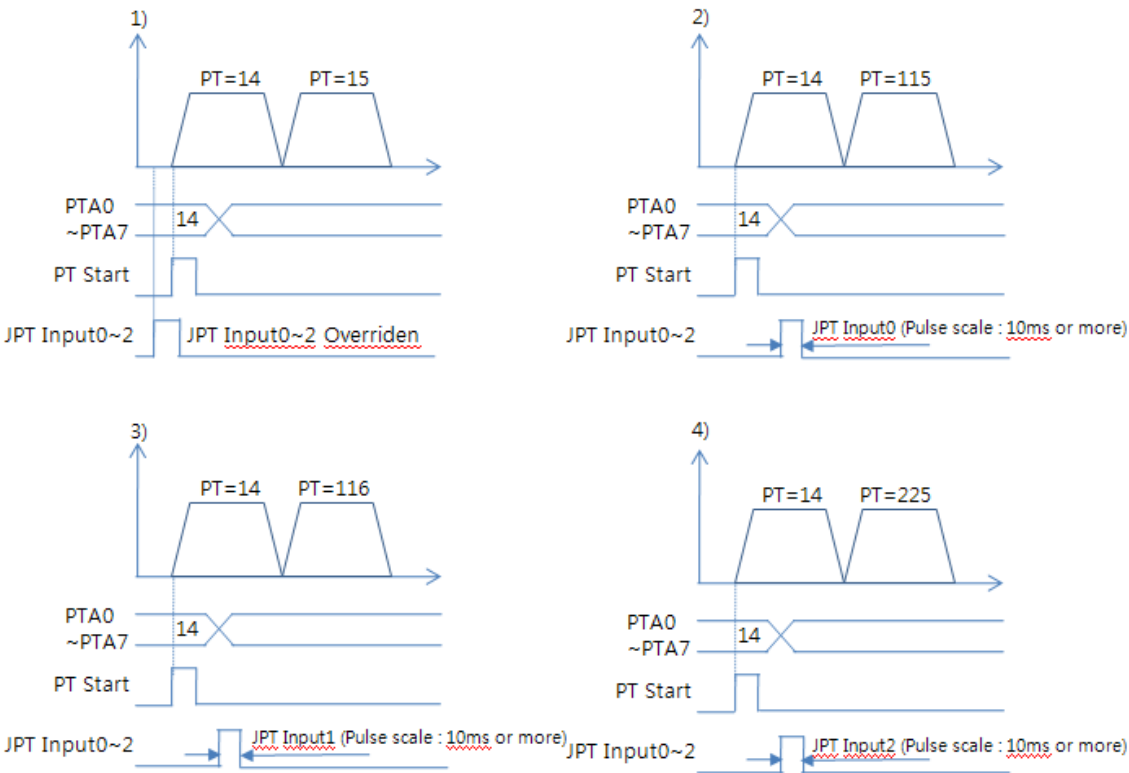 1)
PT=14 PT=15
PTA0
~PTA7
14
PT Start
JPT Input0~2
JPT Input0~2 Overriden
2)
PT=14 PT=115
PTA0
~PTA7
14
PT Start
JPT Input0~2
JPT Input0 (Pulse scale : 10ms or more)
3)
PT=14 PT=116
PTA0
~PTA7
14
PT Start
JPT Input0~2
JPT Input1 (Pulse scale : 10ms or more)
4)
PT=14 PT=225
PTA0
~PTA7
14
PT Start
JPT Input0~2
JPT Input2 (Pulse scale : 10ms or more)